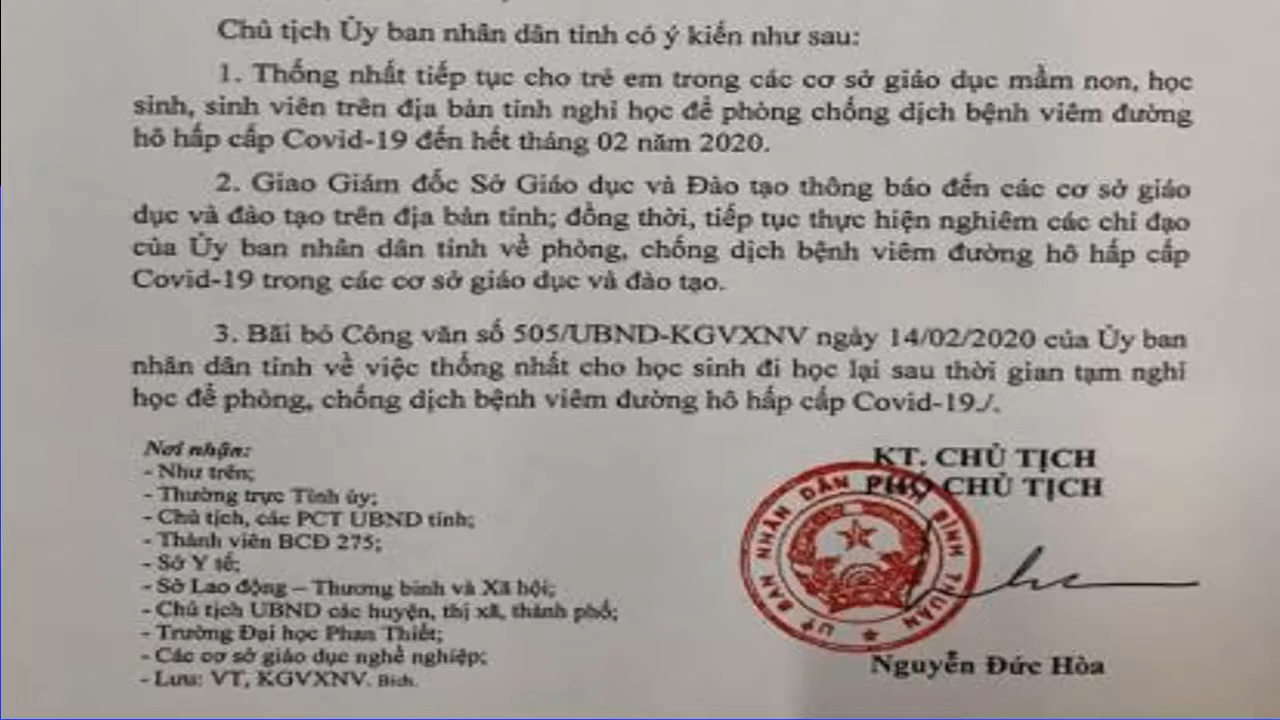 Chủ tịch Ủy ban nhân dân tỉnh có ý kiến như sau:
1. Thống nhất tiếp tục cho trẻ em trong các cơ sở giáo dục mầm non, học
sinh, sinh viên trên địa bàn tỉnh nghỉ học để phòng chống dịch bệnh viêm đường
hô hấp cấp Covid-19 đến hết tháng 02 năm 2020.
2. Giao Giám đốc Sở Giáo dục và Đào tạo thông báo đến các cơ sở giáo
dục và đào tạo trên địa bàn tỉnh; đồng thời, tiếp tục thực hiện nghiêm các chỉ đạo
của Ủy ban nhân dân tỉnh về phòng, chống dịch bệnh viêm đường hô hấp cấp
Covid-19 trong các cơ sở giáo dục và đào tạo.
3. Bãi bỏ Công văn số 505/UBND-KGVXNV ngày 14/02/2020 của Ủy ban
nhân dân tỉnh về việc thống nhất cho học sinh đi học lại sau thời gian tạm nghỉ
học để phòng, chống dịch bệnh viêm đường hô hấp cấp Covid-19./.
Nơi nhận:
- Như trên;
- Thường trực Tỉnh ủy;
- Chủ tịch, các PCT UBND tỉnh;
- Thành viên BCĐ 275;
- Sở Y tế;
- Sở Lao động – Thương binh và Xã hội;
- Chủ tịch UBND các huyện, thị xã, thành phố;
- Trường Đại học Phan Thiết;
- Các cơ sở giáo dục nghề nghiệp;
- Lưu: VT, KGVXNV. Bích.
KT. CHỦ TỊCH
PHÓ CHỦ TỊCH
UỶ BAN NHÂN DÂN TỈNH BÌNH THUẬN
Nguyễn Đức Hòa